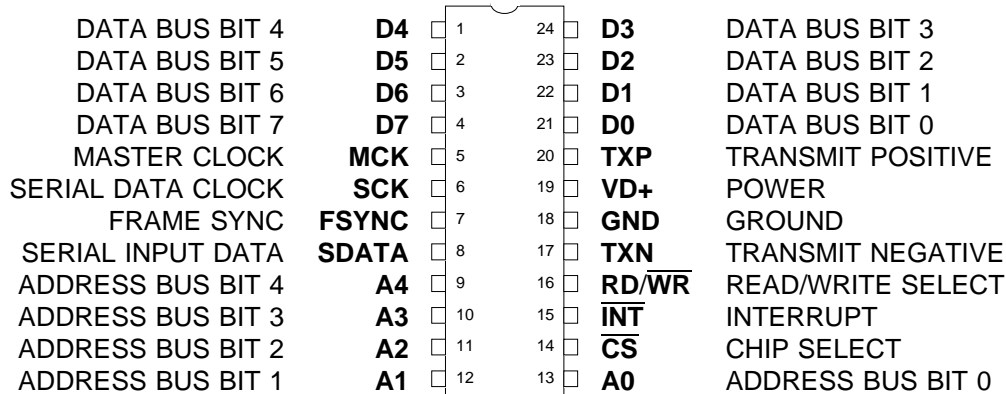 DATA BUS BIT 4 D4 1 24 D3 DATA BUS BIT 3
DATA BUS BIT 5 D5 2 23 D2 DATA BUS BIT 2
DATA BUS BIT 6 D6 3 22 D1 DATA BUS BIT 1
DATA BUS BIT 7 D7 4 21 D0 DATA BUS BIT 0
MASTER CLOCK MCK 5 20 TXP TRANSMIT POSITIVE
SERIAL DATA CLOCK SCK 6 19 VD+ POWER
FRAME SYNC FSYNC 7 18 GND GROUND
SERIAL INPUT DATA SDATA 8 17 TXN TRANSMIT NEGATIVE
ADDRESS BUS BIT 4 A4 9 16 RD/W̅R̅ READ/WRITE SELECT
ADDRESS BUS BIT 3 A3 10 15 I̅N̅T̅ INTERRUPT
ADDRESS BUS BIT 2 A2 11 14 C̅S̅ CHIP SELECT
ADDRESS BUS BIT 1 A1 12 13 A0 ADDRESS BUS BIT 0